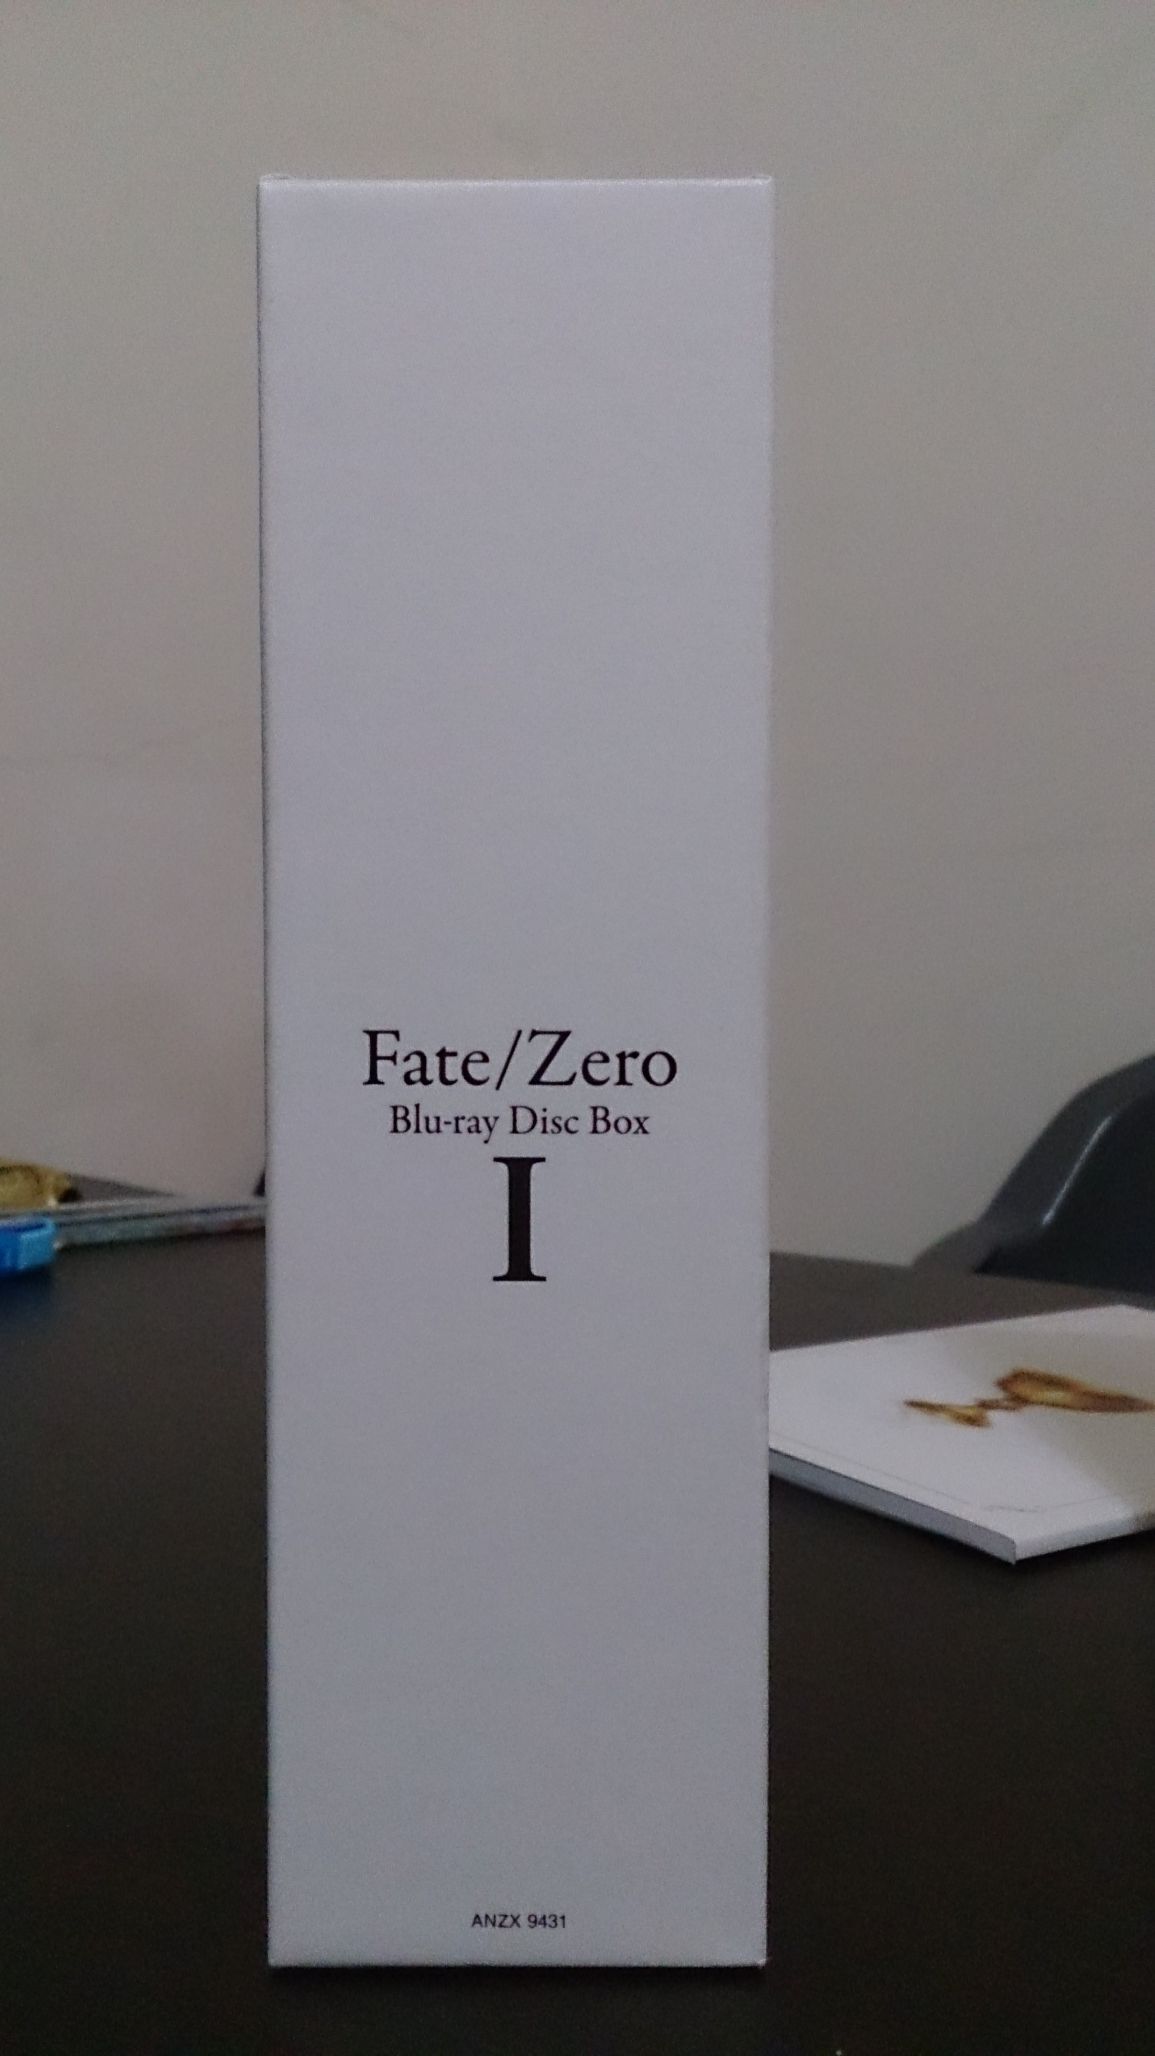 Fate/Zero
Blu-ray Disc Box
I
ANZX 9431